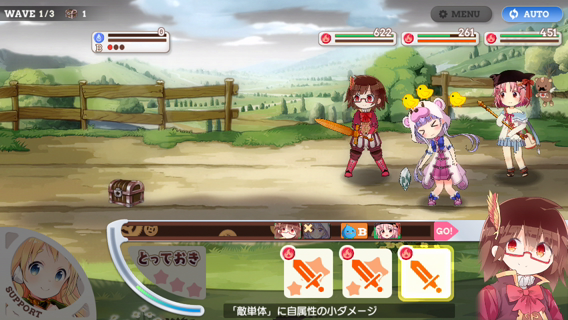 WAVE 1/3 1
MENU
AUTO
0
B
622
261
451
B
GO!
とっておき
SUPPORT
「敵単体」に自属性の小ダメージ